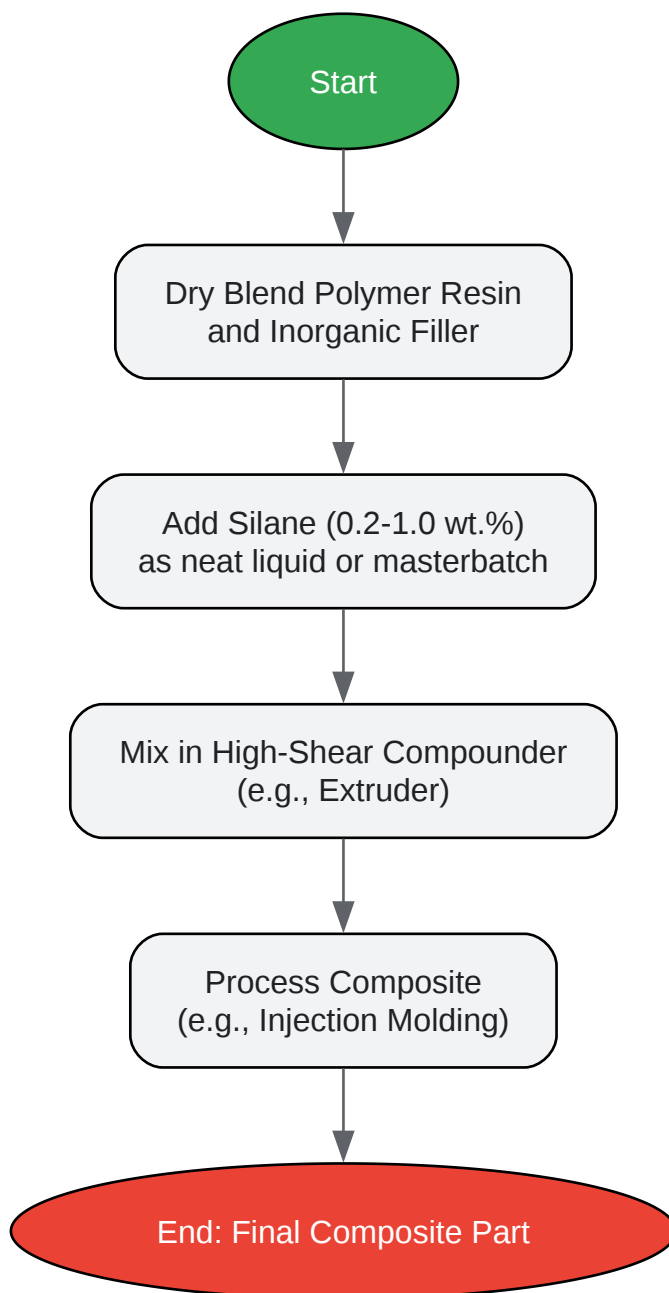 Start
Dry Blend Polymer Resin
and Inorganic Filler
Add Silane (0.2-1.0 wt.%)
as neat liquid or masterbatch
Mix in High-Shear Compounder
(e.g., Extruder)
Process Composite
(e.g., Injection Molding)
End: Final Composite Part